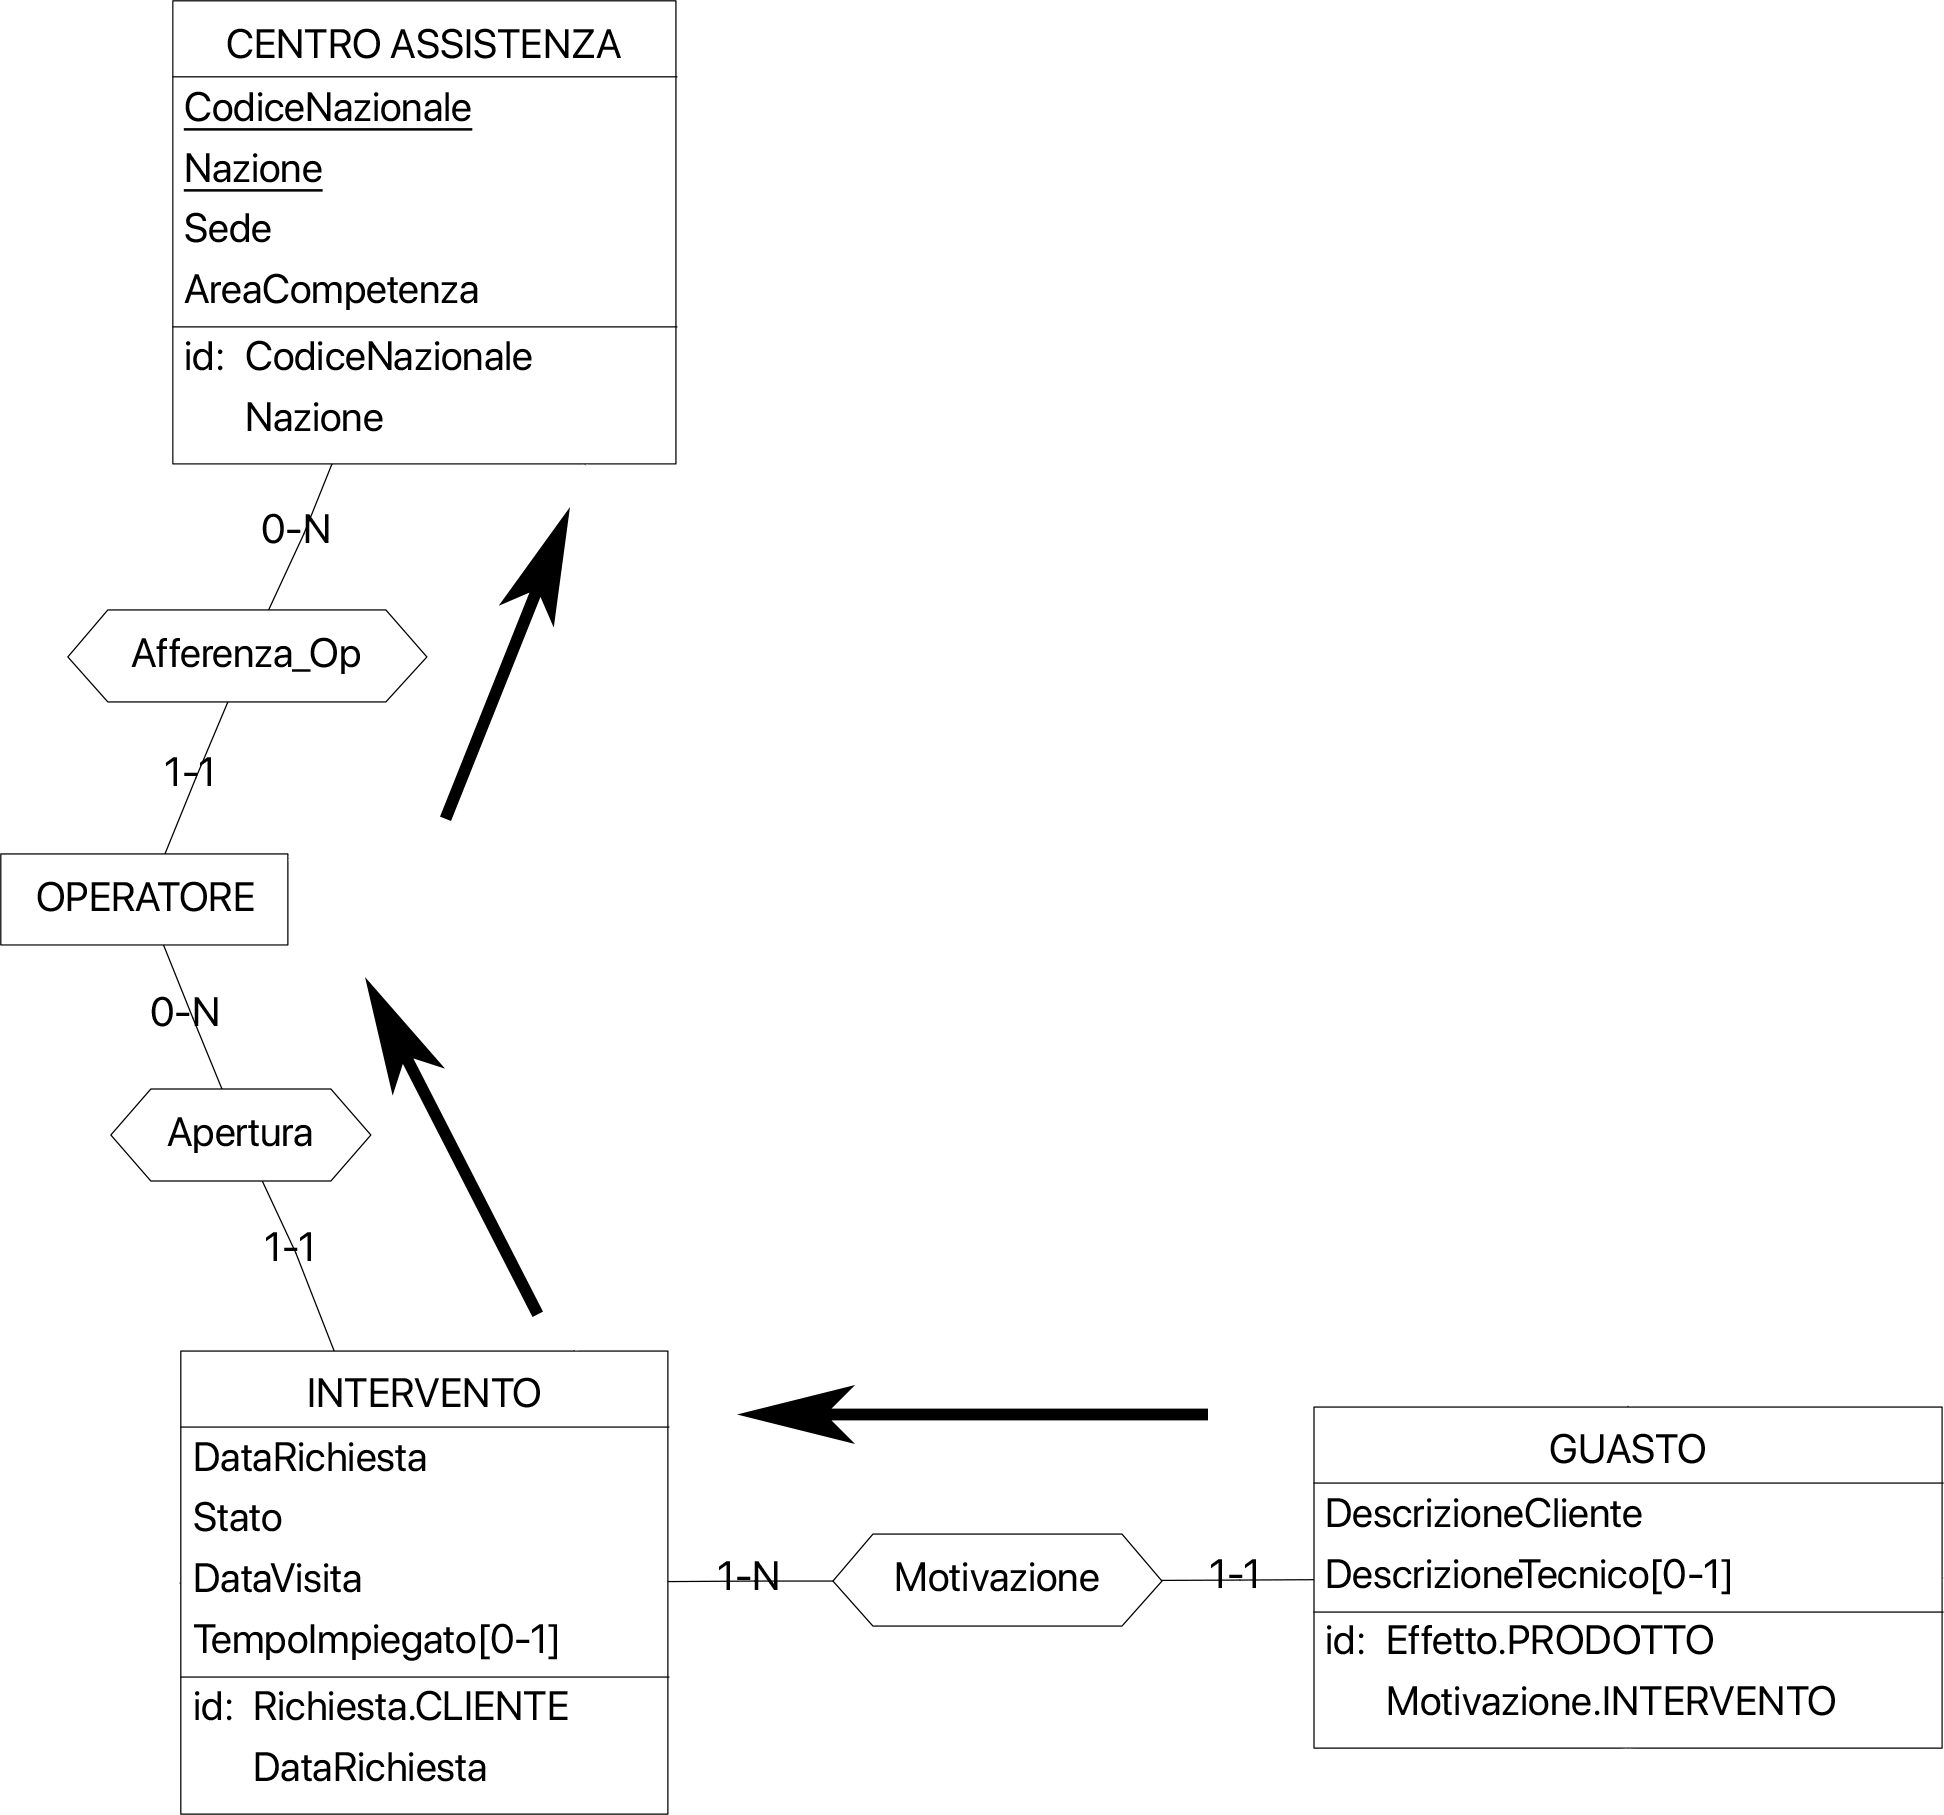 CENTRO ASSISTENZA
CodiceNazionale
Nazione
Sede
AreaCompetenza
id: CodiceNazionale
Nazione
0-N
Afferenza_Op
1-1
OPERATORE
0-N
Apertura
1-1
INTERVENTO
DataRichiesta
Stato
DataVisita
TempoImpiegato[0-1]
id: Richiesta.CLIENTE
DataRichiesta
1-N
Motivazione
1-1
GUASTO
DescrizioneCliente
DescrizioneTecnico[0-1]
id: Effetto.PRODOTTO
Motivazione.INTERVENTO